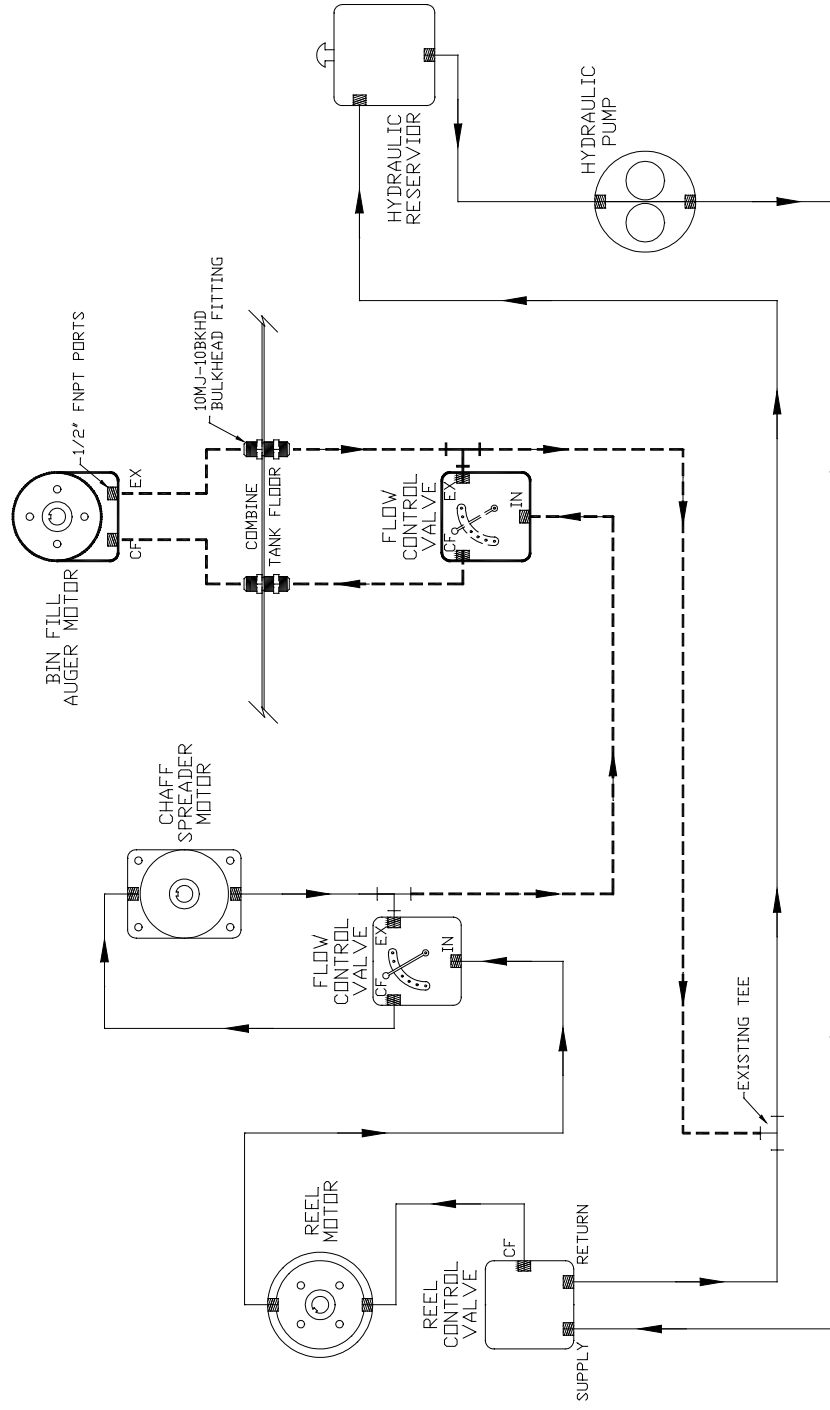 BIN FILL
AUGER MOTOR
CF
EX
1/2" FNPT PORTS
10MJ-10BKHD
BULKHEAD FITTING
COMBINE
TANK FLOOR
HYDRAULIC
RESERVIOR
HYDRAULIC
PUMP
FLOW
CONTROL
VALVE
CF
EX
IN
CHAFF
SPREADER
MOTOR
FLOW
CONTROL
VALVE
CF
EX
IN
REEL
MOTOR
REEL
CONTROL
VALVE
CF
SUPPLY
RETURN
EXISTING TEE